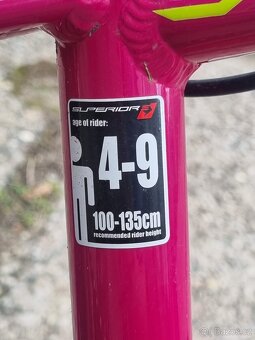 SUPERIOR
age of rider:
4-9
100-135cm
recommended rider height